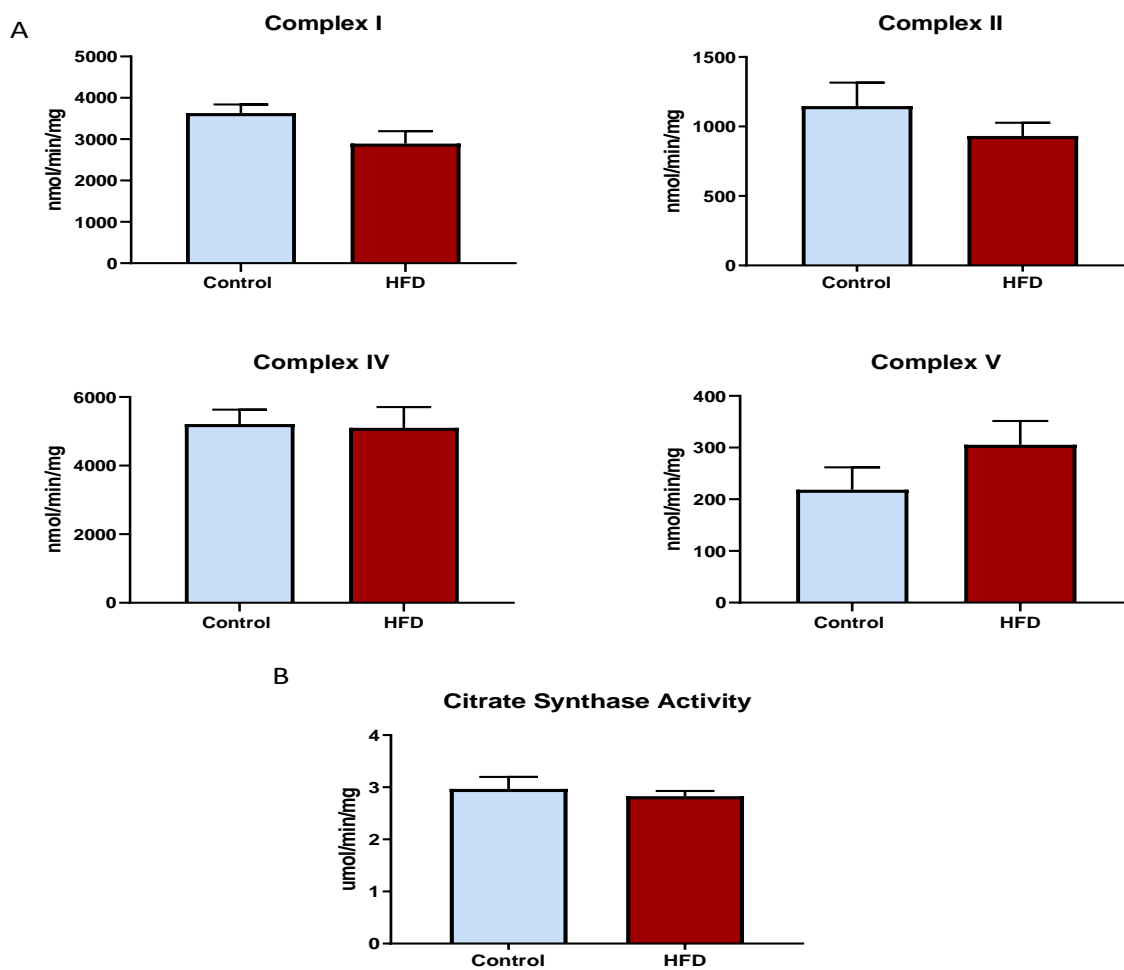 A
Complex I
nmol/min/mg
5000
4000
3000
2000
1000
0
Control HFD
Complex II
nmol/min/mg
1500
1000
500
0
Control HFD
Complex IV
nmol/min/mg
6000
4000
2000
0
Control HFD
Complex V
nmol/min/mg
400
300
200
100
0
Control HFD
B
Citrate Synthase Activity
umol/min/mg
4
3
2
1
0
Control HFD